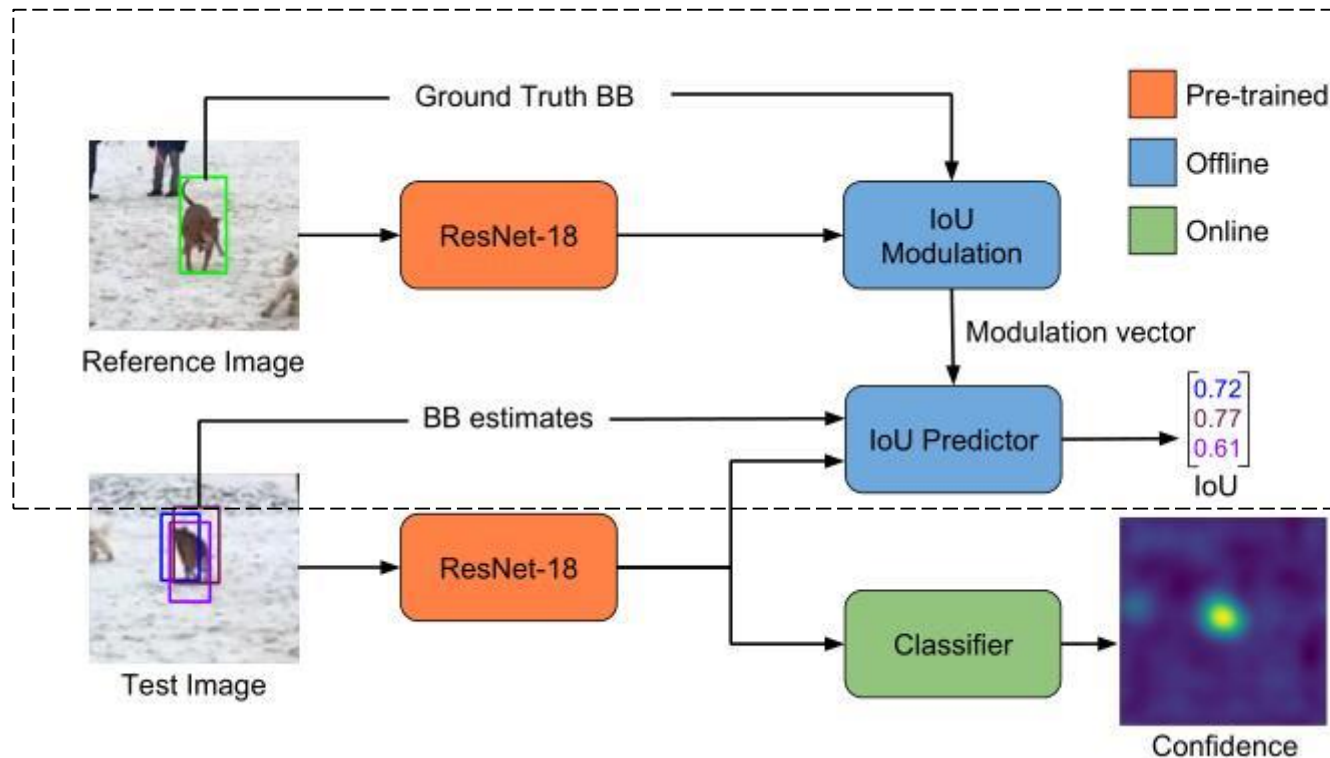 Ground Truth BB
Pre-trained
Offline
Online
ResNet-18
IoU
Modulation
Reference Image
Modulation vector
BB estimates
IoU Predictor
0.72
0.77
0.61
IoU
ResNet-18
Test Image
Classifier
Confidence